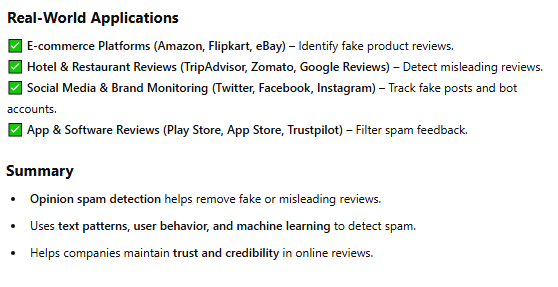 Real-World Applications
✅ E-commerce Platforms (Amazon, Flipkart, eBay) – Identify fake product reviews.
✅ Hotel & Restaurant Reviews (TripAdvisor, Zomato, Google Reviews) – Detect misleading reviews.
✅ Social Media & Brand Monitoring (Twitter, Facebook, Instagram) – Track fake posts and bot
accounts.
✅ App & Software Reviews (Play Store, App Store, Trustpilot) – Filter spam feedback.
Summary
• Opinion spam detection helps remove fake or misleading reviews.
• Uses text patterns, user behavior, and machine learning to detect spam.
• Helps companies maintain trust and credibility in online reviews.